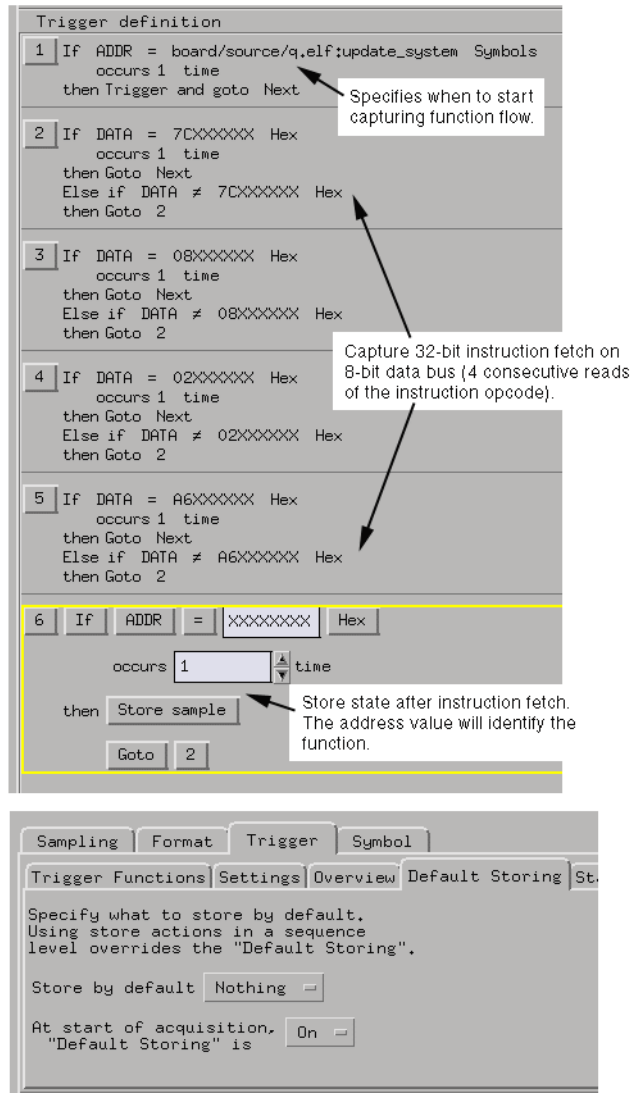 Trigger definition
1 If ADDR = board/source/q.elf:update_system Symbols
occurs 1 time
then Trigger and goto Next
Specifies when to start
capturing function flow.
2 If DATA = 7CXXXXXX Hex
occurs 1 time
then Goto Next
Else if DATA ≠ 7CXXXXXX Hex
then Goto 2
3 If DATA = 08XXXXXX Hex
occurs 1 time
then Goto Next
Else if DATA ≠ 08XXXXXX Hex
then Goto 2
Capture 32-bit instruction fetch on
8-bit data bus (4 consecutive reads
of the instruction opcode).
4 If DATA = 02XXXXXX Hex
occurs 1 time
then Goto Next
Else if DATA ≠ 02XXXXXX Hex
then Goto 2
5 If DATA = A6XXXXXX Hex
occurs 1 time
then Goto Next
Else if DATA ≠ A6XXXXXX Hex
then Goto 2
6 If ADDR = XXXXXXXX Hex
occurs 1 time
then Store sample
Goto 2
Store state after instruction fetch.
The address value will identify the
function.
Sampling Format Trigger Symbol
Trigger Functions Settings Overview Default Storing St.
Specify what to store by default.
Using store actions in a sequence
level overrides the "Default Storing".
Store by default Nothing
At start of acquisition, On
"Default Storing" is